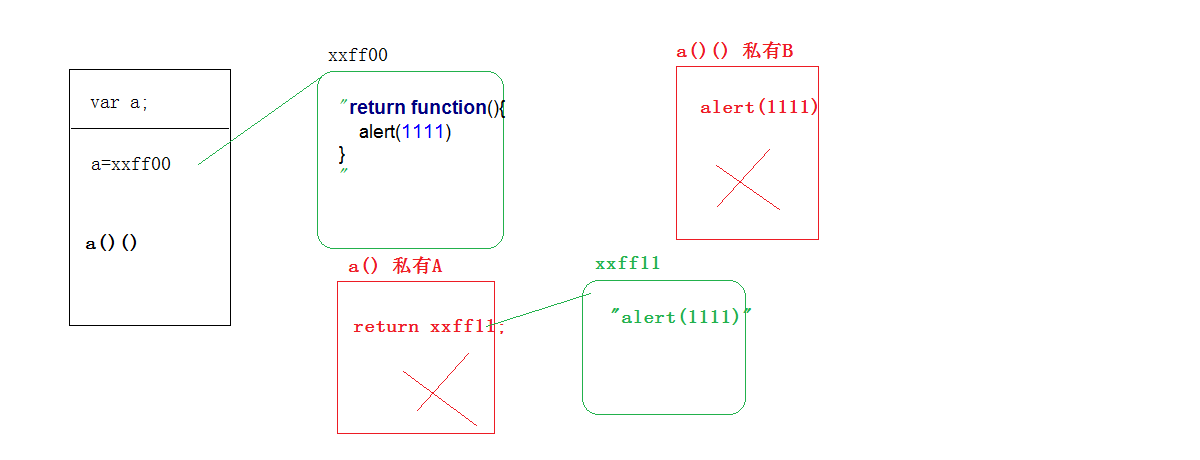 var a;
a=xxff00
a()()
xxff00
"return function(){
alert(1111)
}
"
a() 私有A
return xxff11;
xxff11
"alert(1111)"
a()() 私有B
alert(1111)